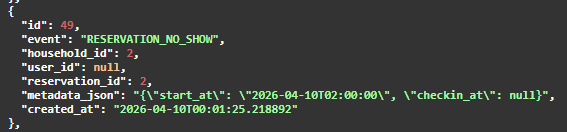 {
"id": 49,
"event": "RESERVATION_NO_SHOW",
"household_id": 2,
"user_id": null,
"reservation_id": 2,
"metadata_json": "{\"start_at\": \"2026-04-10T02:00:00\", \"checkin_at\": null}",
"created_at": "2026-04-10T00:01:25.218892"
},